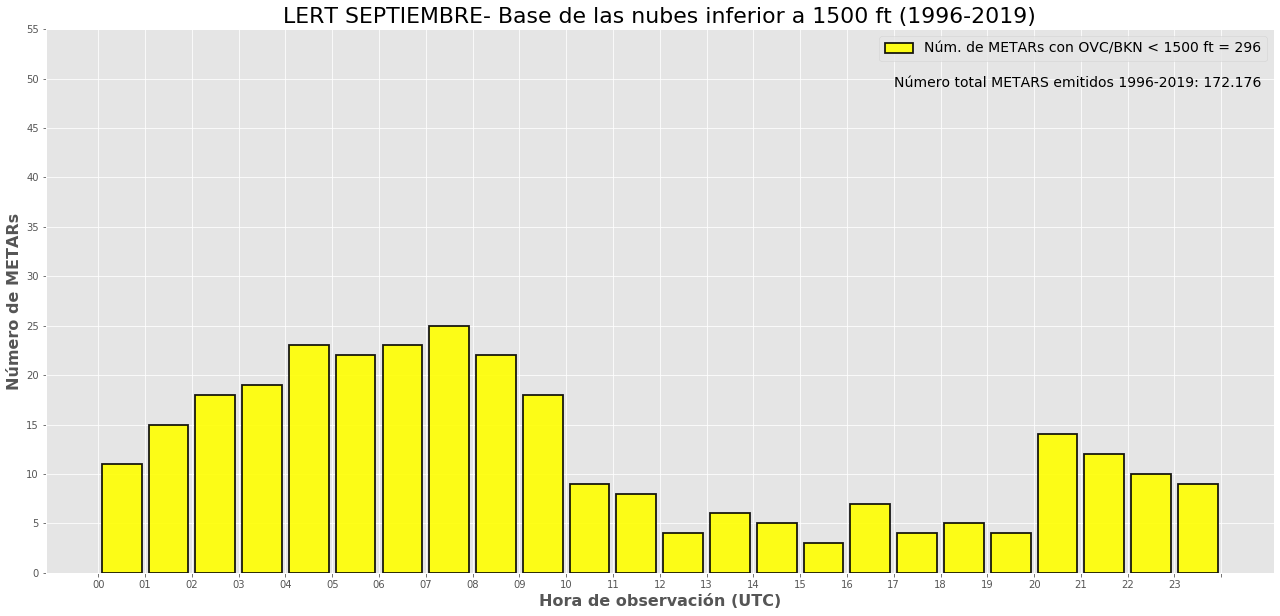 LERT SEPTIEMBRE- Base de las nubes inferior a 1500 ft (1996-2019)
Núm. de METARs con OVC/BKN < 1500 ft = 296
Número total METARS emitidos 1996-2019: 172.176
Número de METARs
55
50
45
40
35
30
25
20
15
10
5
0
00 01 02 03 04 05 06 07 08 09 10 11 12 13 14 15 16 17 18 19 20 21 22 23
Hora de observación (UTC)